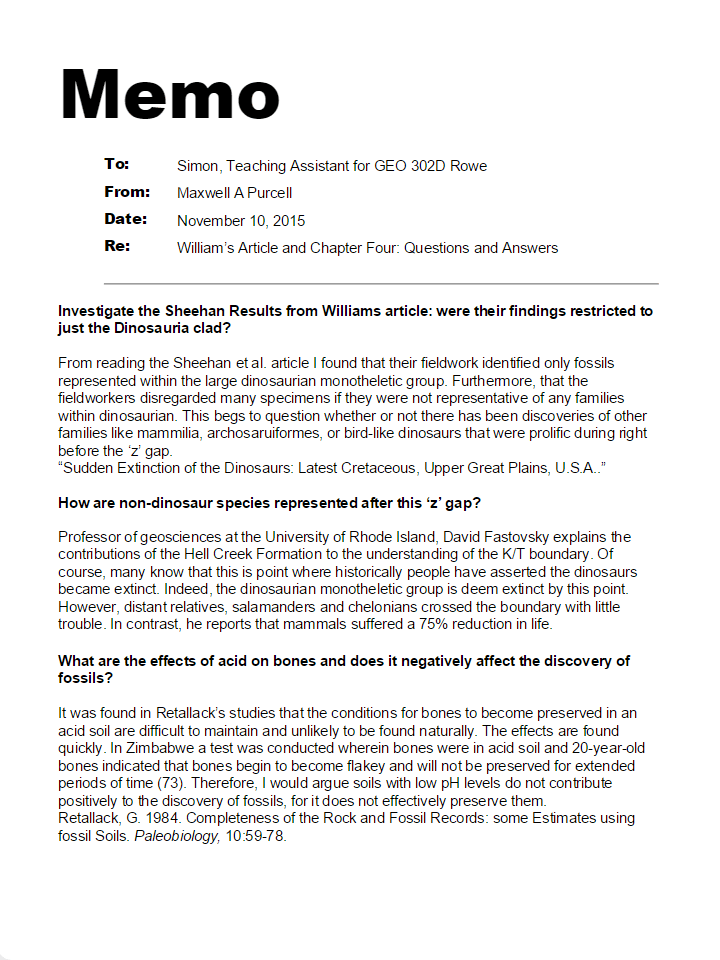 Memo
To: Simon, Teaching Assistant for GEO 302D Rowe
From: Maxwell A Purcell
Date: November 10, 2015
Re: William’s Article and Chapter Four: Questions and Answers
Investigate the Sheehan Results from Williams article: were their findings restricted to
just the Dinosauria clad?
From reading the Sheehan et al. article I found that their fieldwork identified only fossils
represented within the large dinosaurian monotheletic group. Furthermore, that the
fieldworkers disregarded many specimens if they were not representative of any families
within dinosaurian. This begs to question whether or not there has been discoveries of other
families like mammilia, archosauruiformes, or bird-like dinosaurs that were prolific during right
before the ‘z’ gap.
“Sudden Extinction of the Dinosaurs: Latest Cretaceous, Upper Great Plains, U.S.A..”
How are non-dinosaur species represented after this ‘z’ gap?
Professor of geosciences at the University of Rhode Island, David Fastovsky explains the
contributions of the Hell Creek Formation to the understanding of the K/T boundary. Of
course, many know that this is point where historically people have asserted the dinosaurs
became extinct. Indeed, the dinosaurian monotheletic group is deem extinct by this point.
However, distant relatives, salamanders and chelonians crossed the boundary with little
trouble. In contrast, he reports that mammals suffered a 75% reduction in life.
What are the effects of acid on bones and does it negatively affect the discovery of
fossils?
It was found in Retallack’s studies that the conditions for bones to become preserved in an
acid soil are difficult to maintain and unlikely to be found naturally. The effects are found
quickly. In Zimbabwe a test was conducted wherein bones were in acid soil and 20-year-old
bones indicated that bones begin to become flakey and will not be preserved for extended
periods of time (73). Therefore, I would argue soils with low pH levels do not contribute
positively to the discovery of fossils, for it does not effectively preserve them.
Retallack, G. 1984. Completeness of the Rock and Fossil Records: some Estimates using
fossil Soils. Paleobiology, 10:59-78.